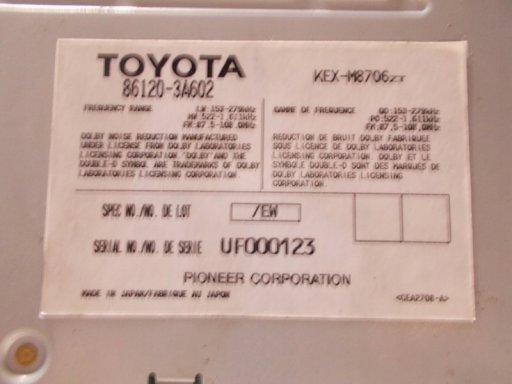 TOYOTA
86120-3A602
KEX-M8706ZT
FREQUENCY RANGE
LW:153-279kHz
MW:522-1,611kHz
FM:87.5-108.0MHz
DOLBY NOISE REDUCTION MANUFACTURED
UNDER LICENSE FROM DOLBY LABORATORIES
LICENSING CORPORATION "DOLBY" AND THE
DOUBLE-D SYMBOL ARE TRADEMARKS OF DOLBY
LABORATORIES LICENSING CORPORATION
GAMME DE FREQUENCE
GO:153-279kHz
PO:522-1,611kHz
FM:87.5-108.0MHz
REDUCTION DE BRUIT DOLBY FABRIQUEE
SOUS LICENCE DE DOLBY LABORATORIES
LICENSING CORPORATION. DOLBY ET LE
SYMBOLE DOUBLE-D SONT DES MARQUES DE
DOLBY LABORATORIES LICENSING
CORPORATION
SPEC NO./NO. DE LOT /EW
SERIAL NO./NO. DE SERIE UF000123
PIONEER CORPORATION
MADE IN JAPAN/FABRIQUE AU JAPON
<CEA2708-A>